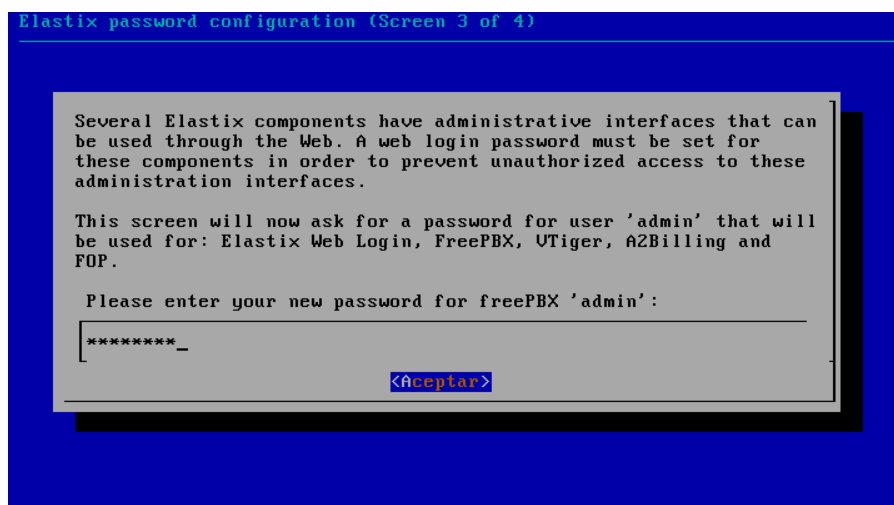 Elastix password configuration (Screen 3 of 4)
Several Elastix components have administrative interfaces that can
be used through the Web. A web login password must be set for
these components in order to prevent unauthorized access to these
administration interfaces.
This screen will now ask for a password for user 'admin' that will
be used for: Elastix Web Login, FreePBX, VTiger, A2Billing and
FOP.
Please enter your new password for freePBX 'admin':
********_
<Aceptar>